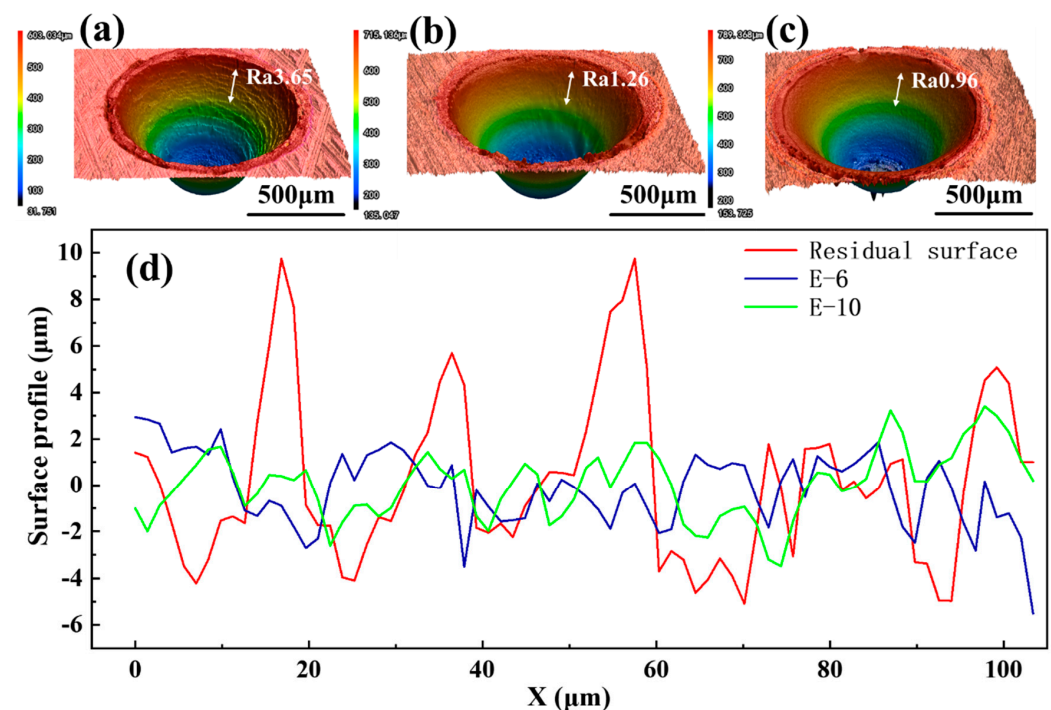 (a)
603.034μm
500
400
300
200
100
31.751
Ra3.65
500μm
(b)
715.136μm
600
500
400
300
200
135.047
Ra1.26
500μm
(c)
789.368μm
700
600
500
400
300
200
153.725
Ra0.96
500μm
(d)
Residual surface
E-6
E-10
Surface profile (μm)
10
8
6
4
2
0
-2
-4
-6
0
20
40
60
80
100
X (μm)